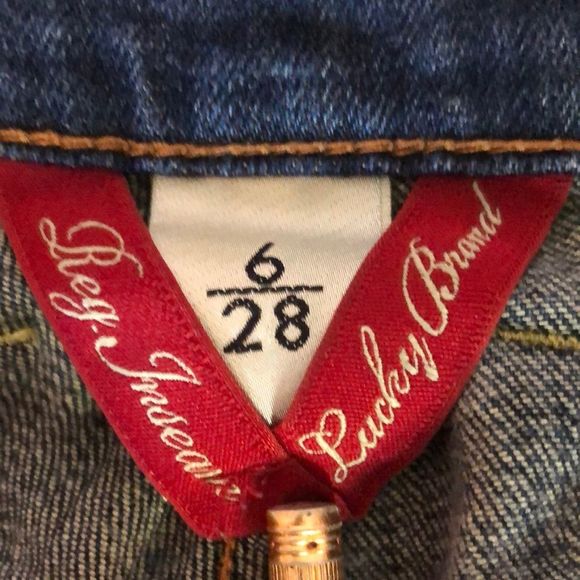 6
28
Reg. Inseam
Lucky Brand